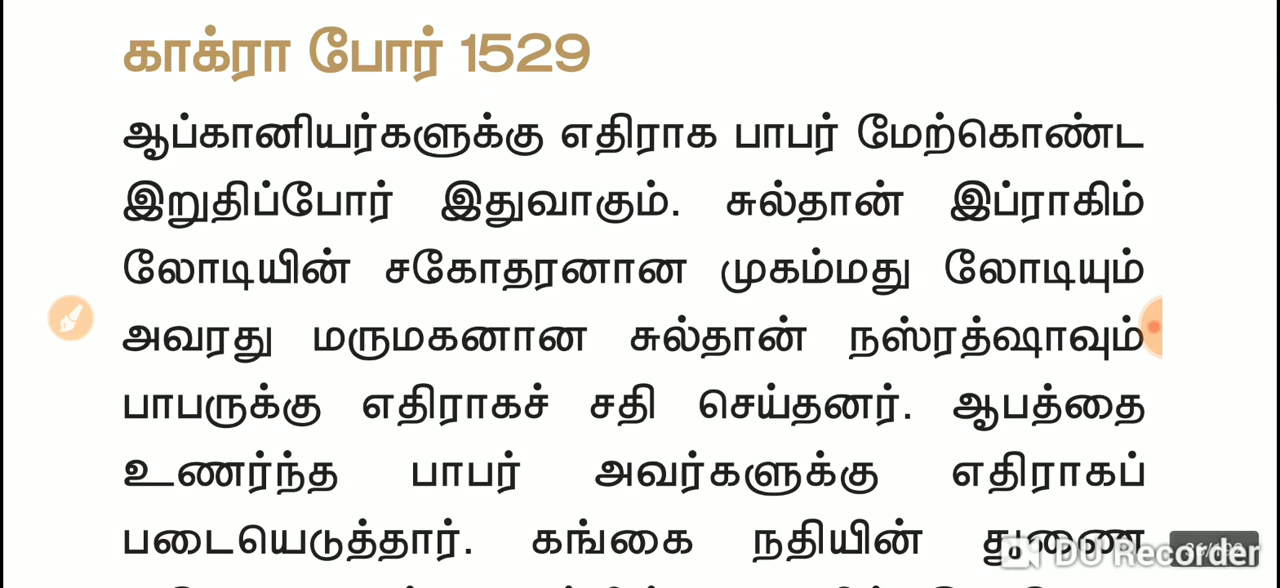 காக்ரா போர் 1529
ஆப்கானியர்களுக்கு எதிராக பாபர் மேற்கொண்ட
இறுதிப்போர் இதுவாகும். சுல்தான் இப்ராகிம்
லோடியின் சகோதரனான முகம்மது லோடியும்
அவரது மருமகனான சுல்தான் நஸ்ரத்ஷாவும்
பாபருக்கு எதிராகச் சதி செய்தனர். ஆபத்தை
உணர்ந்த பாபர் அவர்களுக்கு எதிராகப்
படையெடுத்தார். கங்கை நதியின் துணை
DU Recorder